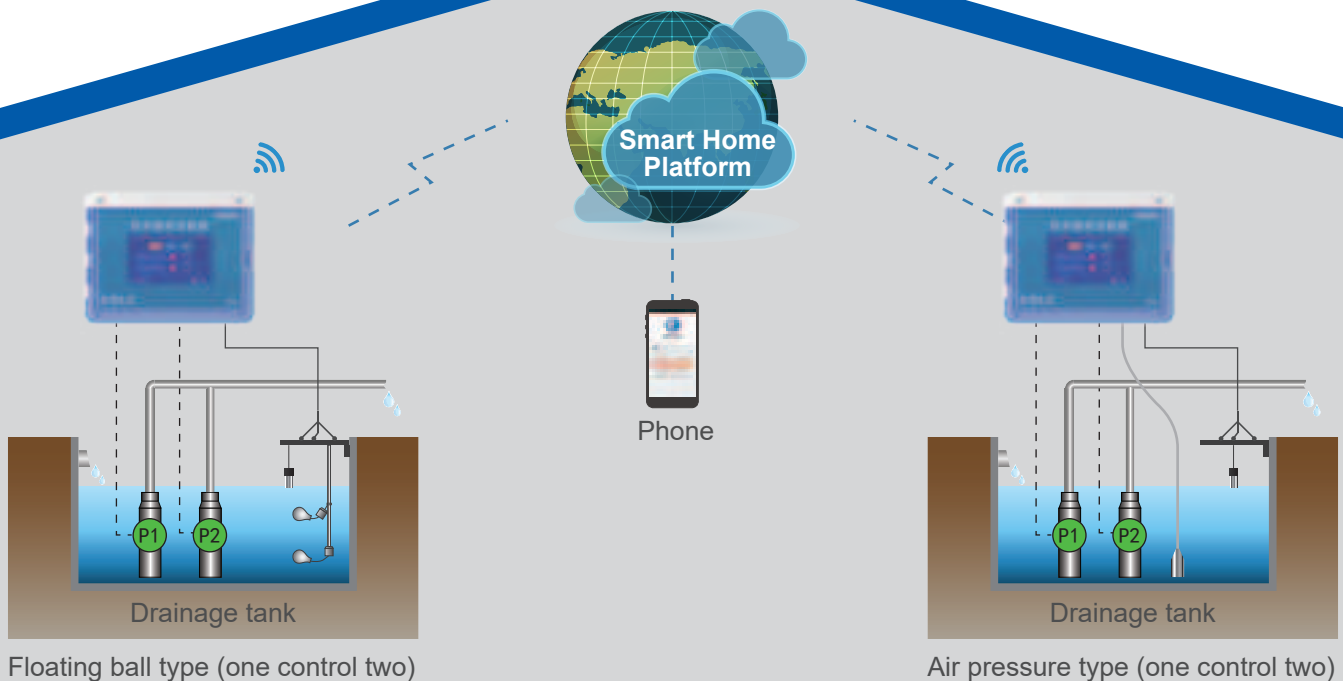 Smart Home
Platform
Phone
P1
P2
P1
P2
Drainage tank
Drainage tank
Floating ball type (one control two)
Air pressure type (one control two)